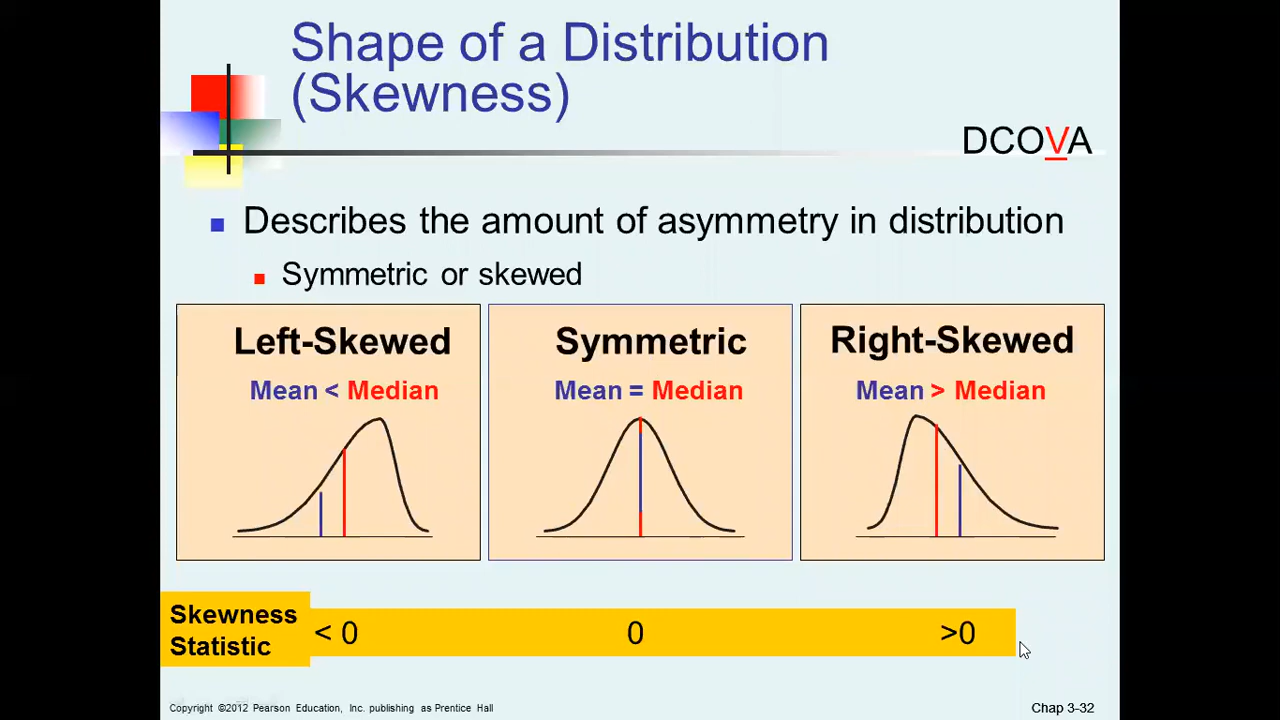 Shape of a Distribution
(Skewness)
DCOVA
Describes the amount of asymmetry in distribution
Symmetric or skewed
Left-Skewed
Mean < Median
Symmetric
Mean = Median
Right-Skewed
Mean > Median
Skewness
Statistic
< 0
0
>0
Copyright ©2012 Pearson Education, Inc. publishing as Prentice Hall
Chap 3-32